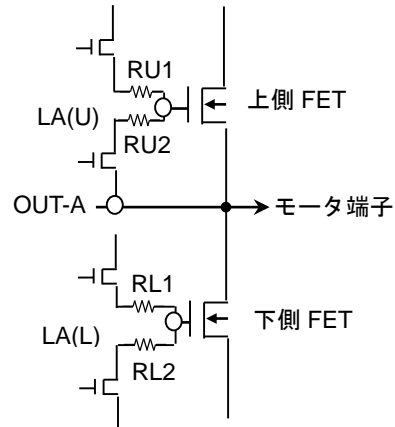 RU1
上側 FET
LA(U)
RU2
OUT-A
モータ端子
RL1
下側 FET
LA(L)
RL2